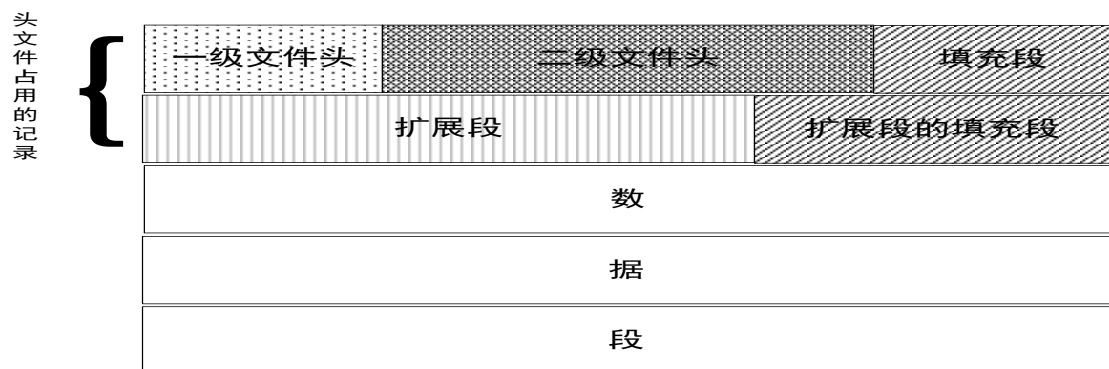 头文件占用的记录
一级文件头 二级文件头 填充段
扩展段 扩展段的填充段
数
据
段